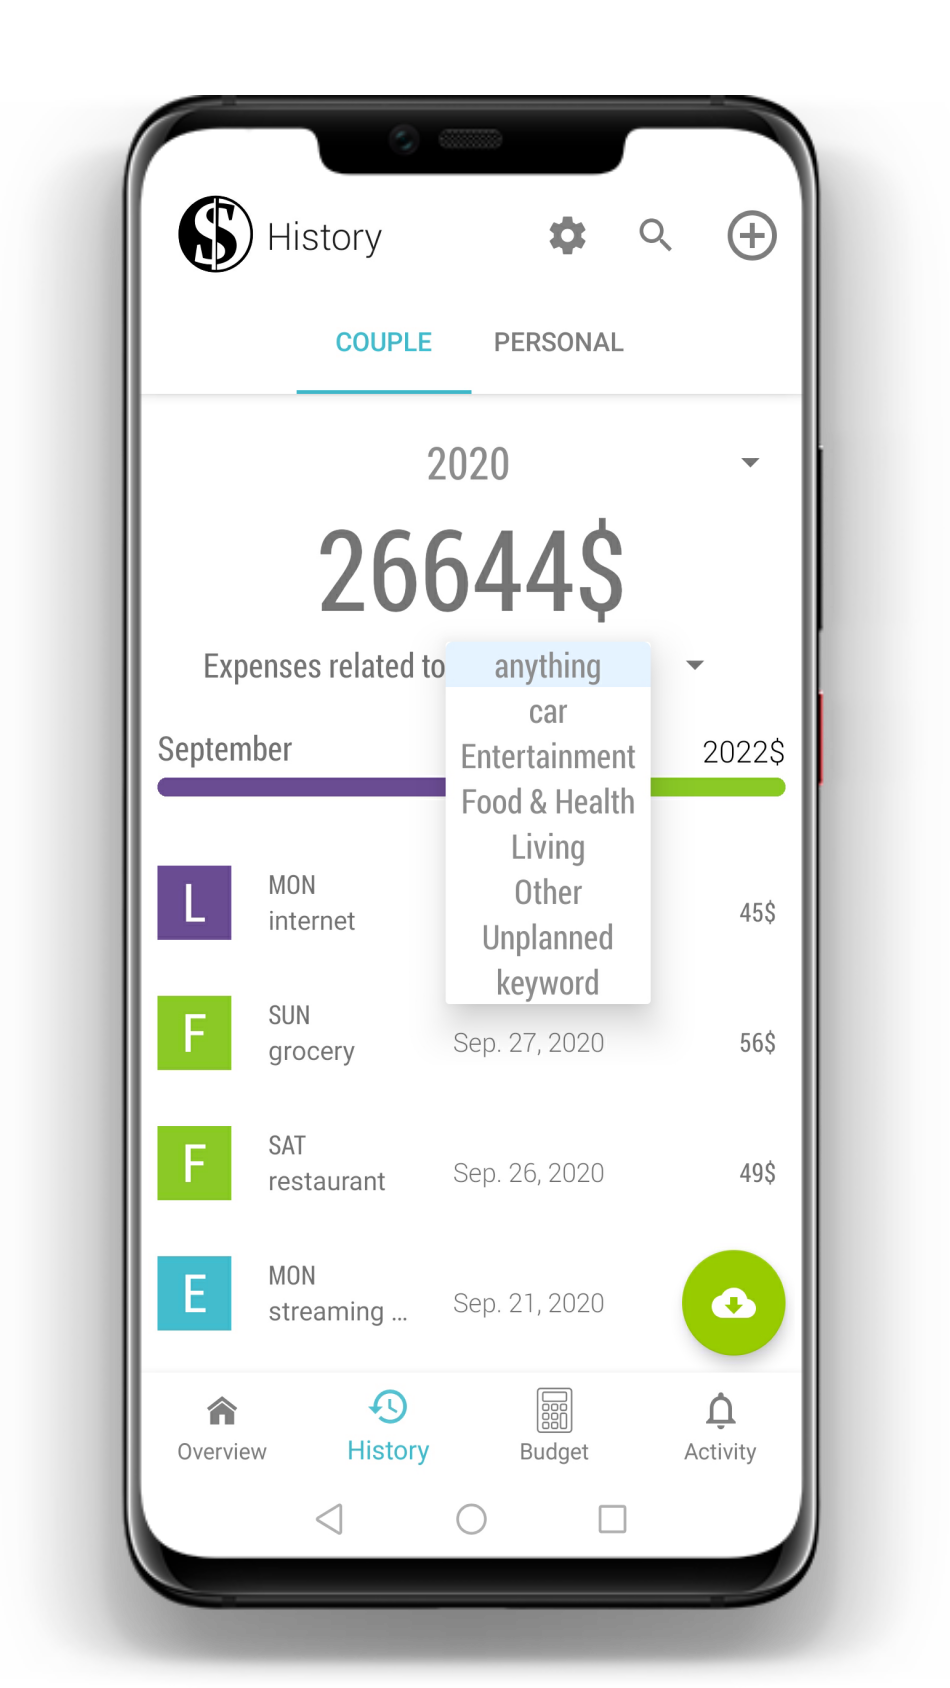 $ History
COUPLE PERSONAL
2020
26644$
Expenses related to anything
car
September 2022$
Entertainment
Food & Health
Living
Other
Unplanned
keyword
L MON
internet 45$
F SUN
grocery Sep. 27, 2020 56$
F SAT
restaurant Sep. 26, 2020 49$
E MON
streaming ... Sep. 21, 2020
Overview History Budget Activity